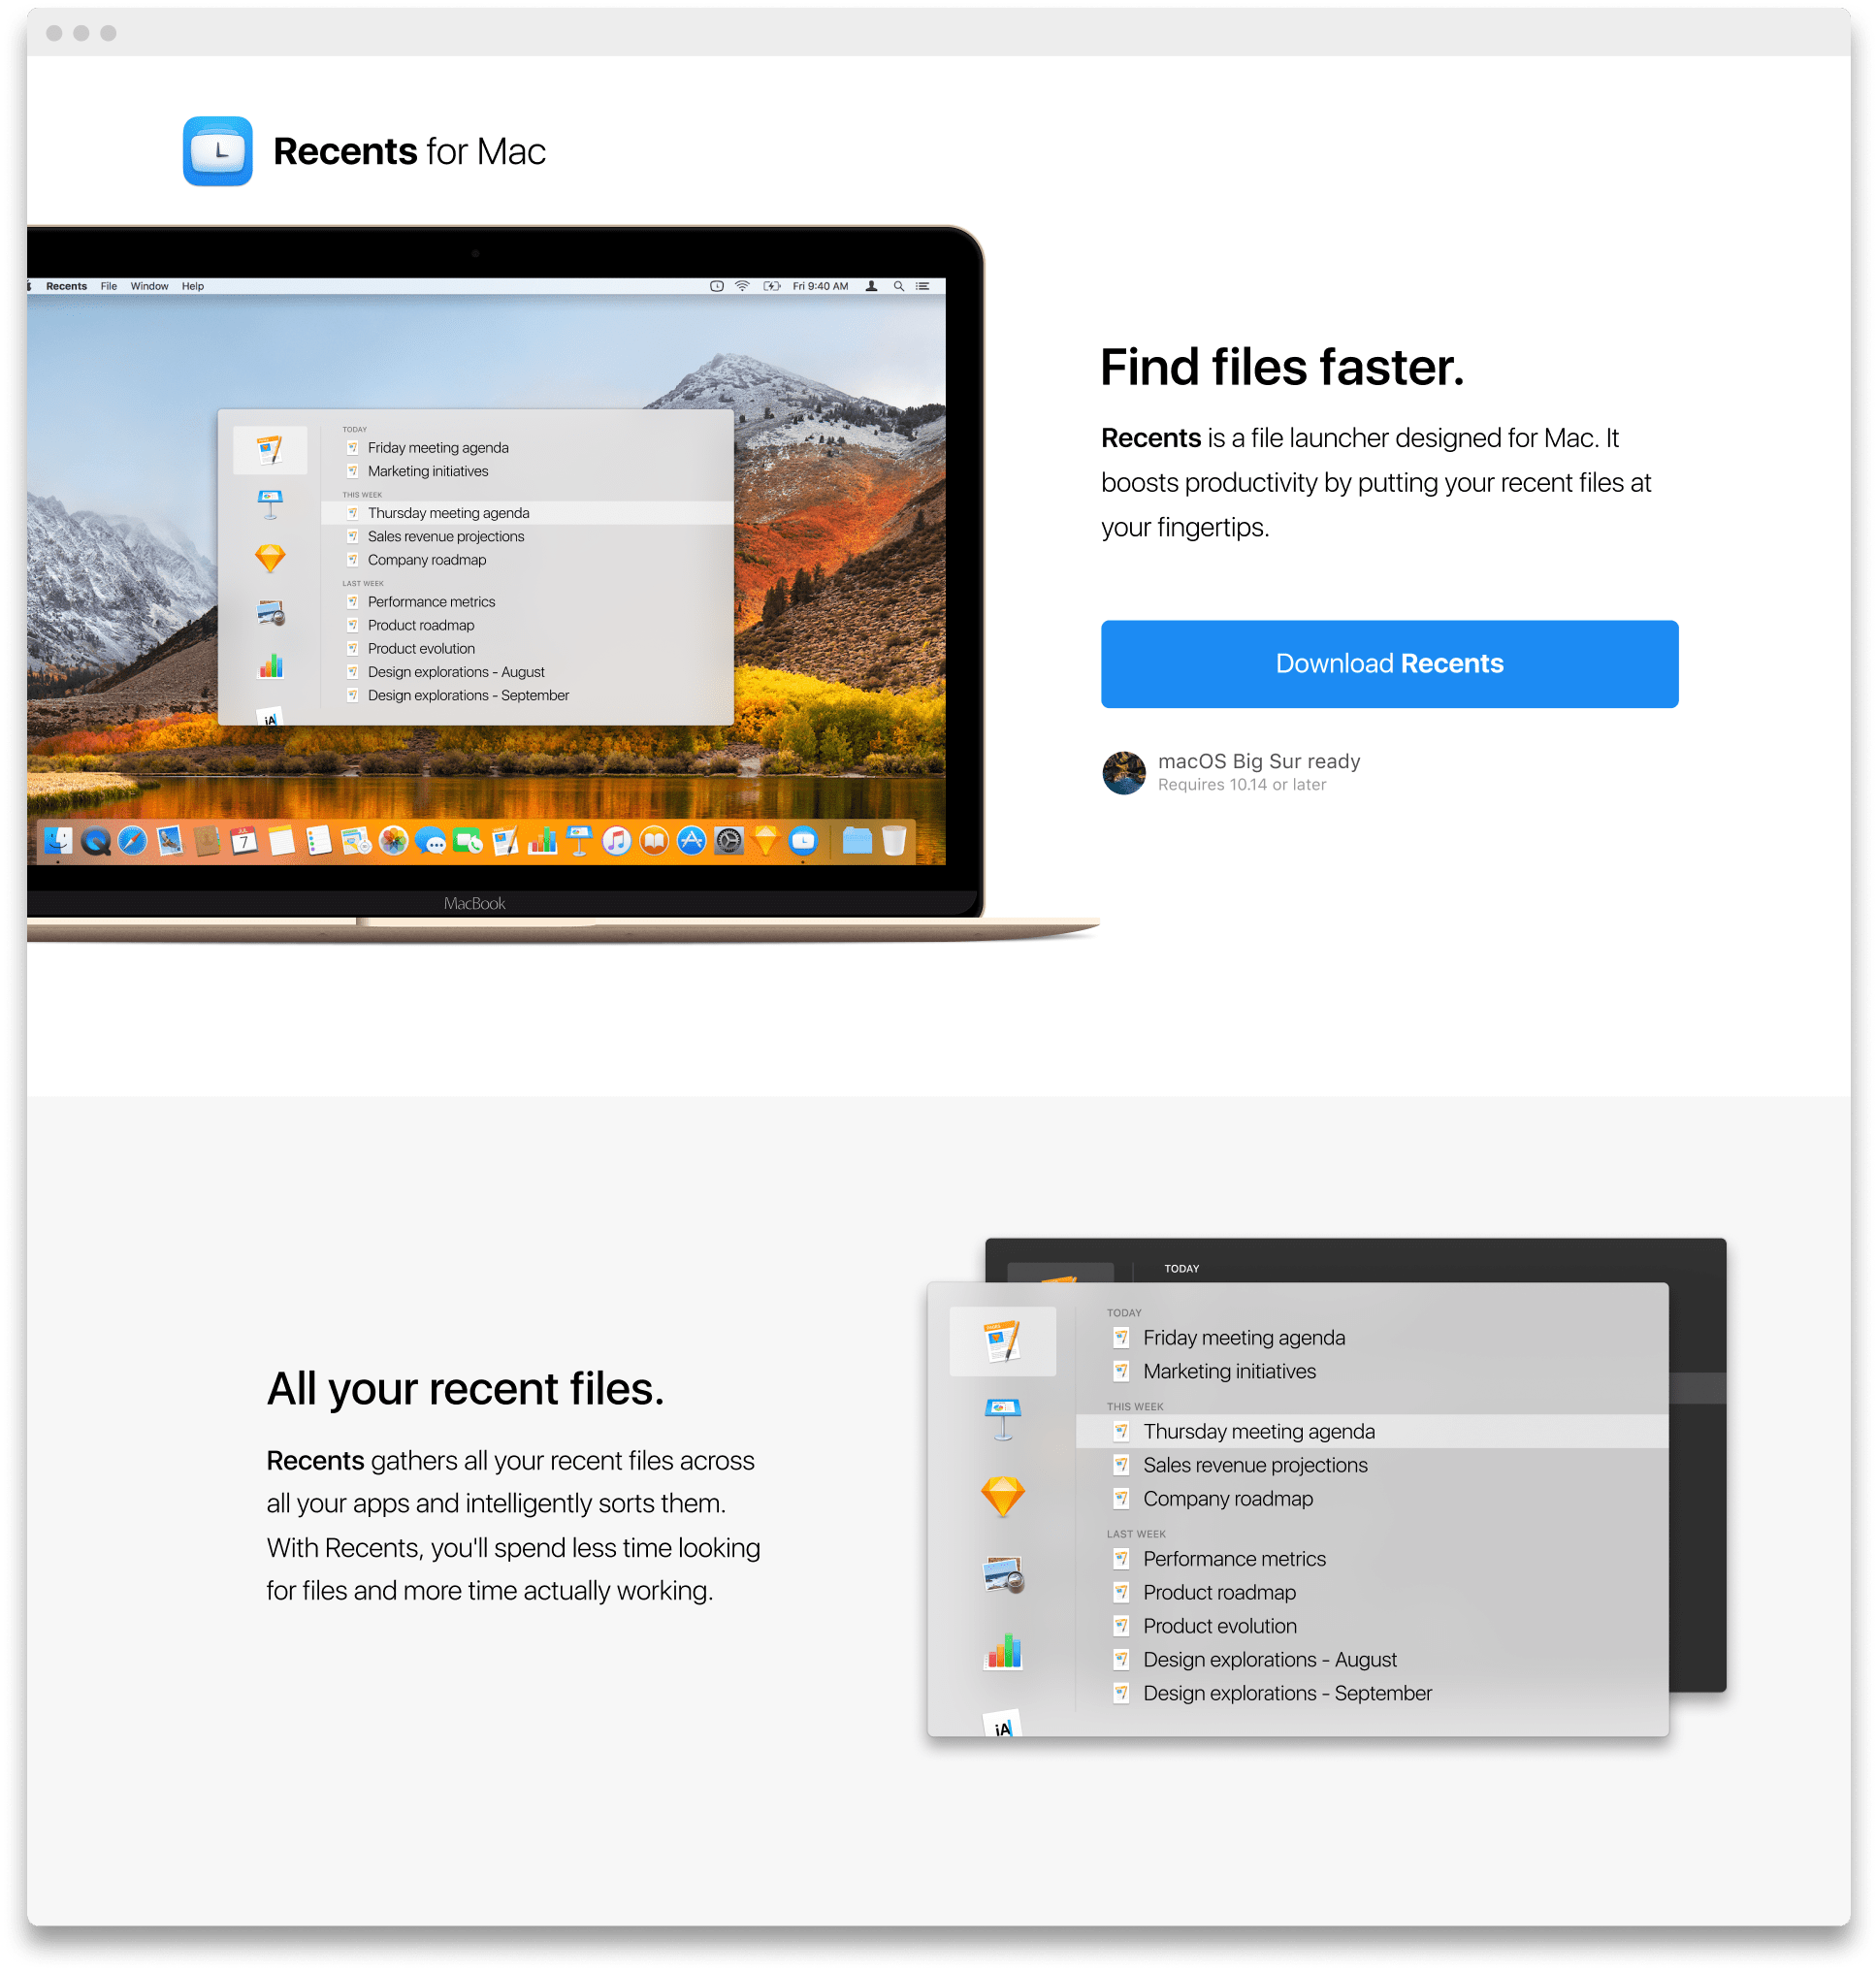 Recents for Mac
Recents File Window Help
Fri 9:40 AM
TODAY
Friday meeting agenda
Marketing initiatives
THIS WEEK
Thursday meeting agenda
Sales revenue projections
Company roadmap
LAST WEEK
Performance metrics
Product roadmap
Product evolution
Design explorations - August
Design explorations - September
iA
7
MacBook
Find files faster.
Recents is a file launcher designed for Mac. It
boosts productivity by putting your recent files at
your fingertips.
Download Recents
macOS Big Sur ready
Requires 10.14 or later
All your recent files.
Recents gathers all your recent files across
all your apps and intelligently sorts them.
With Recents, you'll spend less time looking
for files and more time actually working.
TODAY
TODAY
Friday meeting agenda
Marketing initiatives
THIS WEEK
Thursday meeting agenda
Sales revenue projections
Company roadmap
LAST WEEK
Performance metrics
Product roadmap
Product evolution
Design explorations - August
Design explorations - September
iA